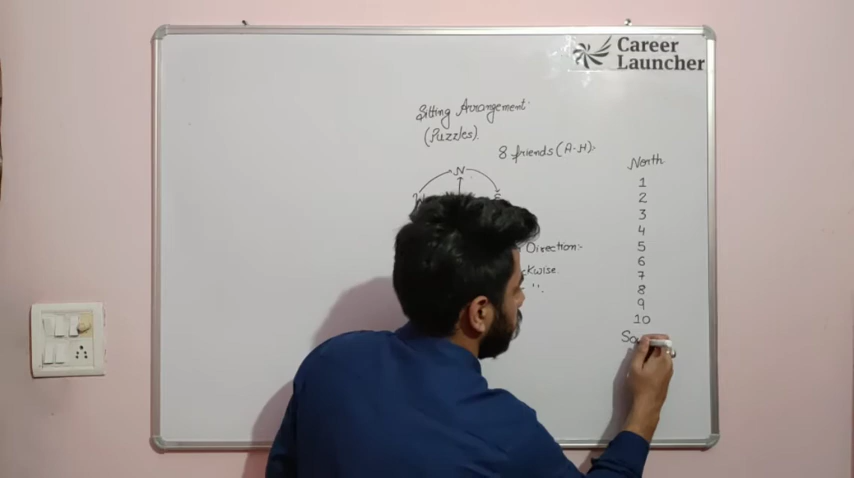 Career
Launcher
Sitting Arrangement
(Puzzles).
8 friends (A-H).
N
E
Direction:-
ckwise
" .
North
1
2
3
4
5
6
7
8
9
10
So